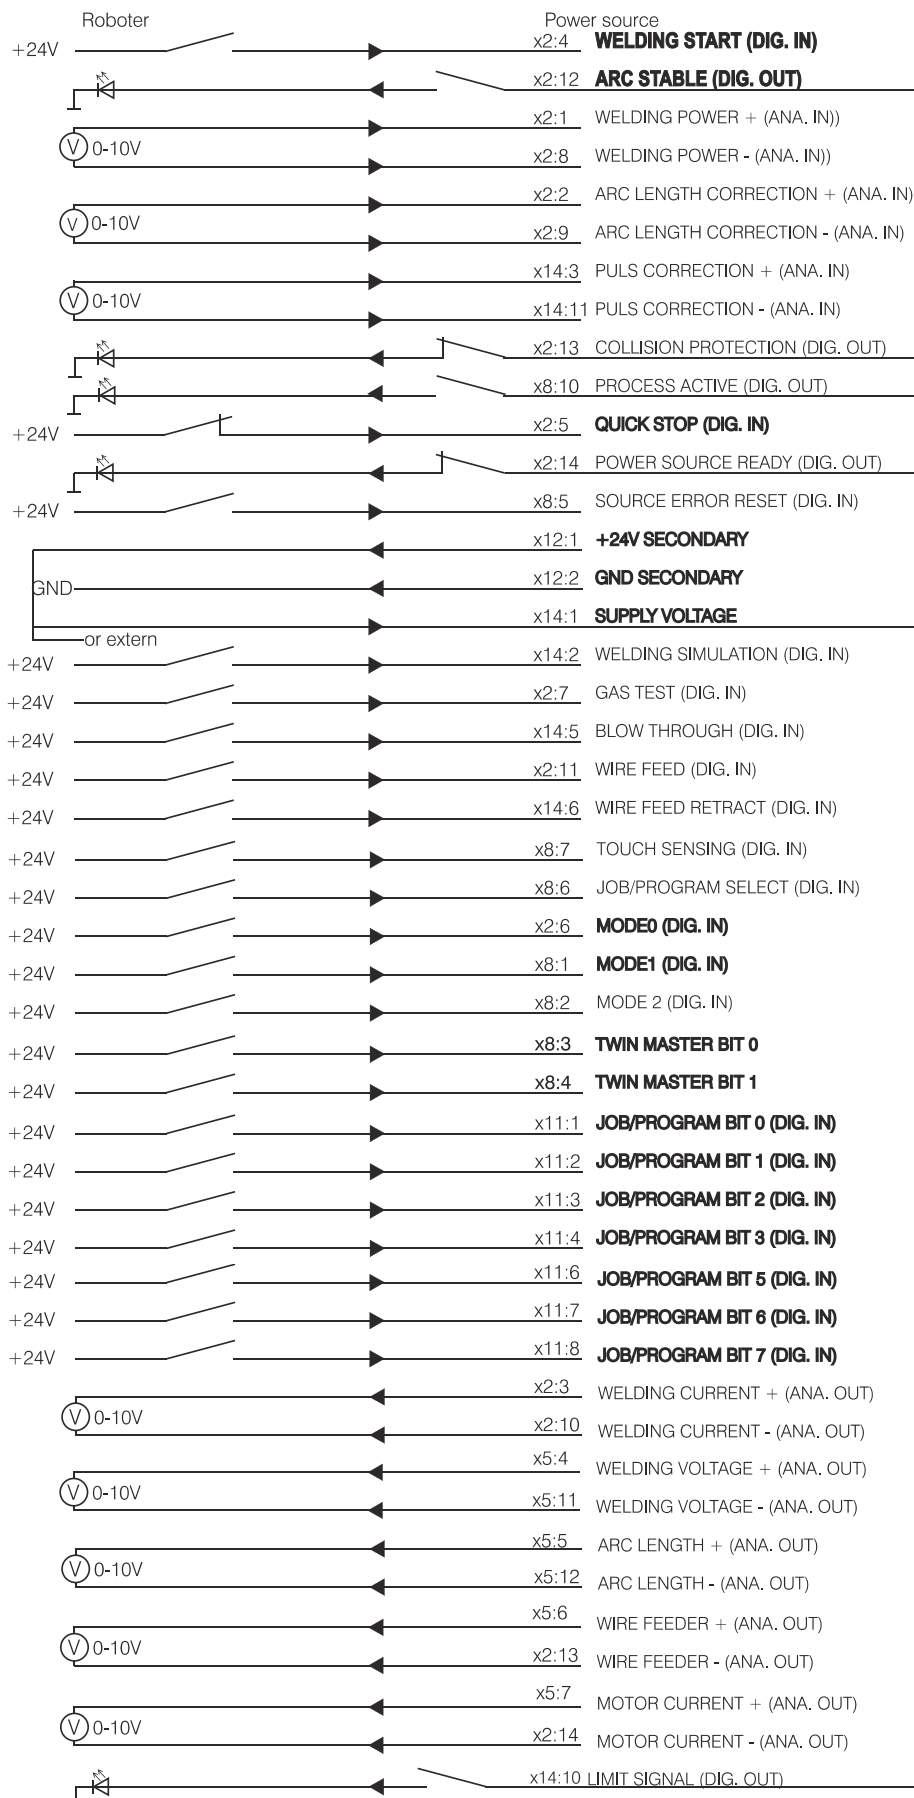 Roboter Power source
+24V x2:4 WELDING START (DIG. IN)
x2:12 ARC STABLE (DIG. OUT)
x2:1 WELDING POWER + (ANA. IN))
V 0-10V
x2:8 WELDING POWER - (ANA. IN))
x2:2 ARC LENGTH CORRECTION + (ANA. IN)
V 0-10V
x2:9 ARC LENGTH CORRECTION - (ANA. IN)
x14:3 PULS CORRECTION + (ANA. IN)
V 0-10V
x14:11 PULS CORRECTION - (ANA. IN)
x2:13 COLLISION PROTECTION (DIG. OUT)
x8:10 PROCESS ACTIVE (DIG. OUT)
+24V x2:5 QUICK STOP (DIG. IN)
x2:14 POWER SOURCE READY (DIG. OUT)
+24V x8:5 SOURCE ERROR RESET (DIG. IN)
x12:1 +24V SECONDARY
GND x12:2 GND SECONDARY
x14:1 SUPPLY VOLTAGE
or extern
+24V x14:2 WELDING SIMULATION (DIG. IN)
+24V x2:7 GAS TEST (DIG. IN)
+24V x14:5 BLOW THROUGH (DIG. IN)
+24V x2:11 WIRE FEED (DIG. IN)
+24V x14:6 WIRE FEED RETRACT (DIG. IN)
+24V x8:7 TOUCH SENSING (DIG. IN)
+24V x8:6 JOB/PROGRAM SELECT (DIG. IN)
+24V x2:6 MODE0 (DIG. IN)
+24V x8:1 MODE1 (DIG. IN)
+24V x8:2 MODE 2 (DIG. IN)
+24V x8:3 TWIN MASTER BIT 0
+24V x8:4 TWIN MASTER BIT 1
+24V x11:1 JOB/PROGRAM BIT 0 (DIG. IN)
+24V x11:2 JOB/PROGRAM BIT 1 (DIG. IN)
+24V x11:3 JOB/PROGRAM BIT 2 (DIG. IN)
+24V x11:4 JOB/PROGRAM BIT 3 (DIG. IN)
+24V x11:6 JOB/PROGRAM BIT 5 (DIG. IN)
+24V x11:7 JOB/PROGRAM BIT 6 (DIG. IN)
+24V x11:8 JOB/PROGRAM BIT 7 (DIG. IN)
x2:3 WELDING CURRENT + (ANA. OUT)
V 0-10V
x2:10 WELDING CURRENT - (ANA. OUT)
x5:4 WELDING VOLTAGE + (ANA. OUT)
V 0-10V
x5:11 WELDING VOLTAGE - (ANA. OUT)
x5:5 ARC LENGTH + (ANA. OUT)
V 0-10V
x5:12 ARC LENGTH - (ANA. OUT)
x5:6 WIRE FEEDER + (ANA. OUT)
V 0-10V
x2:13 WIRE FEEDER - (ANA. OUT)
x5:7 MOTOR CURRENT + (ANA. OUT)
V 0-10V
x2:14 MOTOR CURRENT - (ANA. OUT)
x14:10 LIMIT SIGNAL (DIG. OUT)